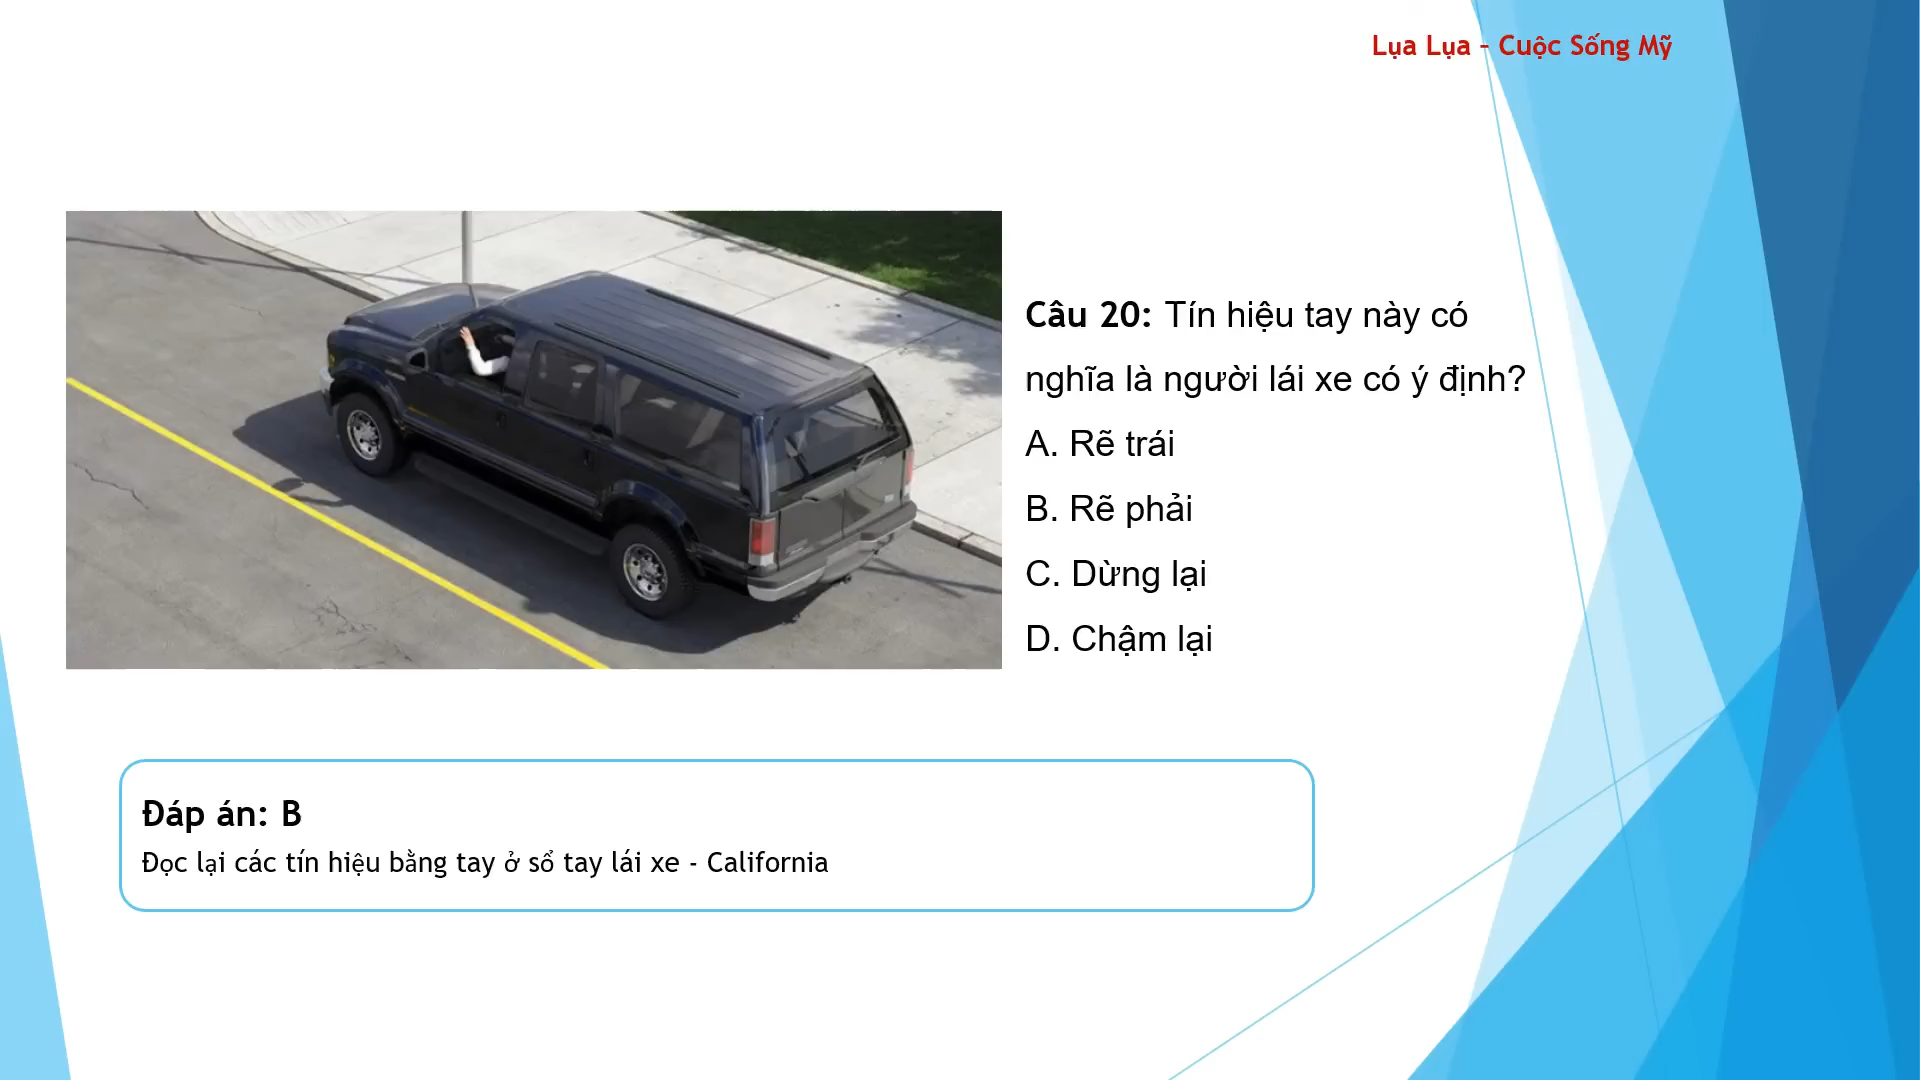 Lụa Lụa - Cuộc Sống Mỹ
Câu 20: Tín hiệu tay này có
nghĩa là người lái xe có ý định?
A. Rẽ trái
B. Rẽ phải
C. Dừng lại
D. Chậm lại
Đáp án: B
Đọc lại các tín hiệu bằng tay ở sổ tay lái xe - California